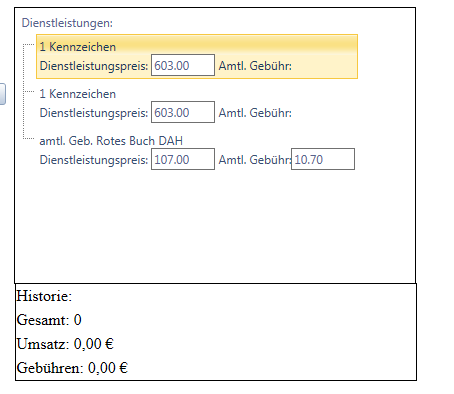 Dienstleistungen:
1 Kennzeichen
Dienstleistungspreis: 603.00 Amtl. Gebühr:
1 Kennzeichen
Dienstleistungspreis: 603.00 Amtl. Gebühr:
amtl. Geb. Rotes Buch DAH
Dienstleistungspreis: 107.00 Amtl. Gebühr: 10.70
Historie:
Gesamt: 0
Umsatz: 0,00 €
Gebühren: 0,00 €